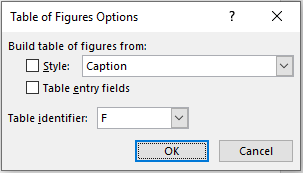 Table of Figures Options ? ×
Build table of figures from:
Style: Caption
Table entry fields
Table identifier: F
OK Cancel